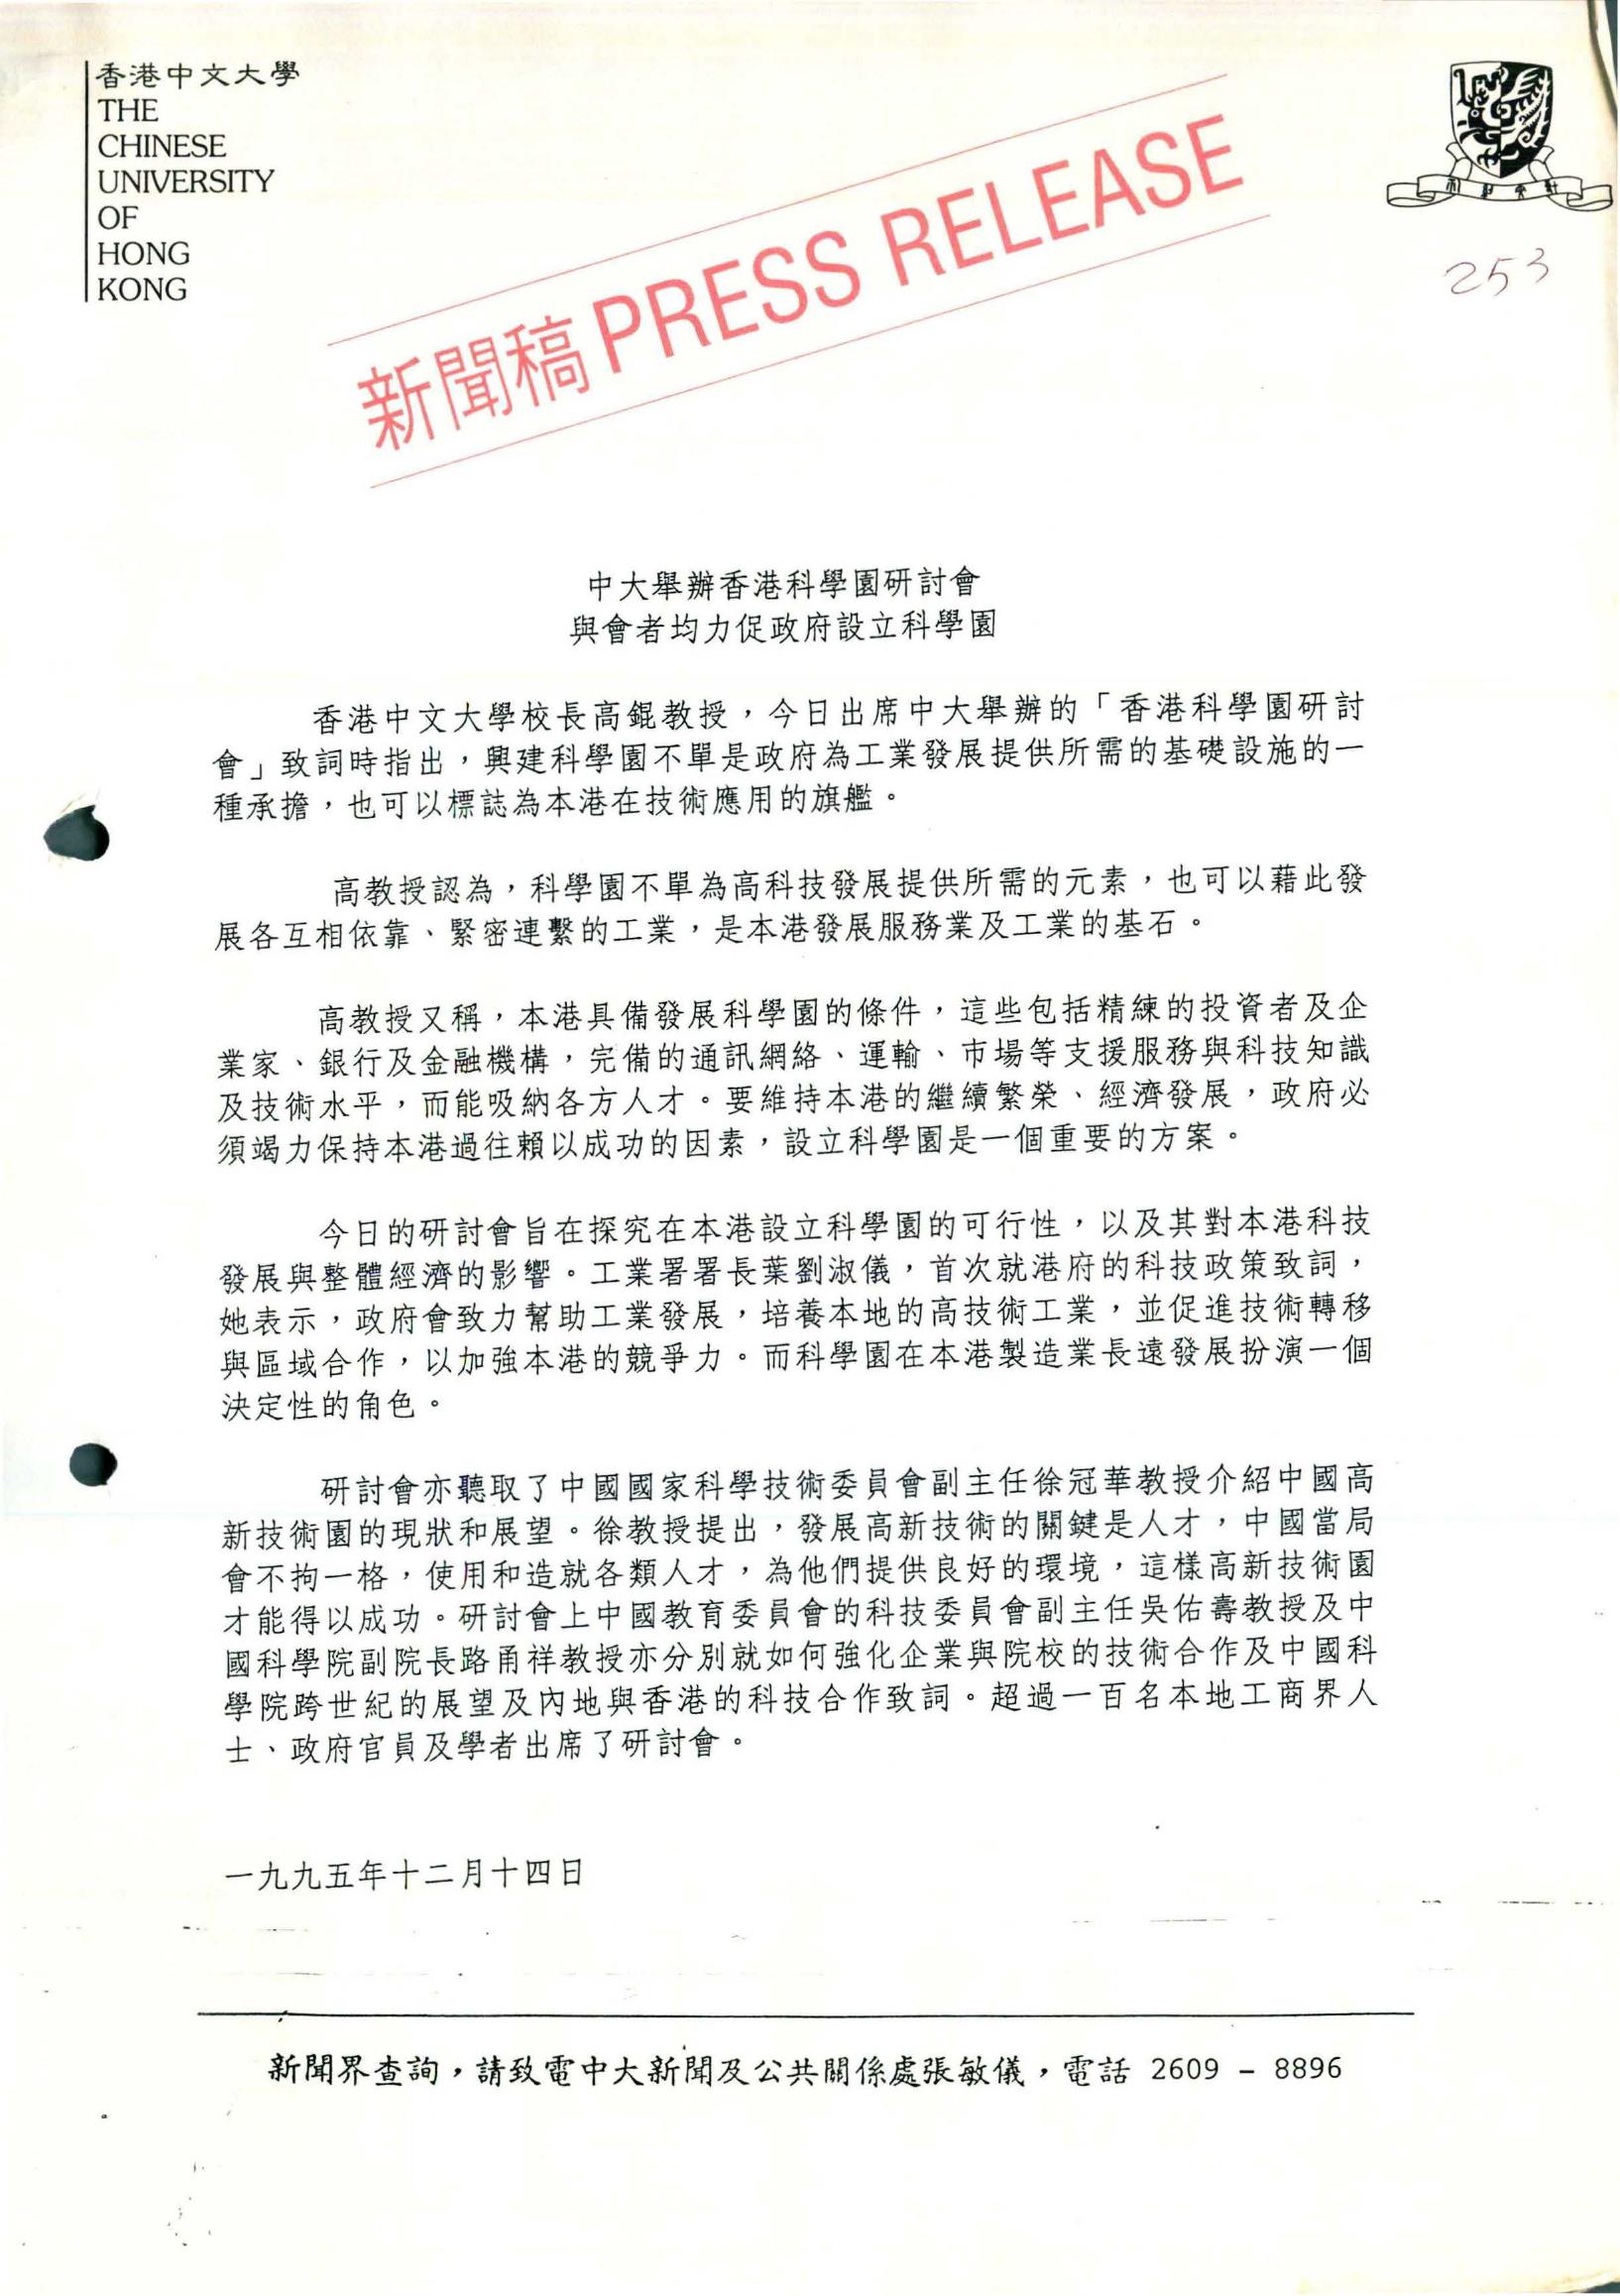 香港中文大學
THE
CHINESE
UNIVERSITY
OF
HONG
KONG
新聞稿 PRESS RELEASE
253
中大舉辦香港科學園研討會
與會者均力促政府設立科學園
香港中文大學校長高錕教授，今日出席中大舉辦的「香港科學園研討
會」致詞時指出，興建科學園不單是政府為工業發展提供所需的基礎設施的一
種承擔，也可以標誌為本港在技術應用的旗艦。
高教授認為，科學園不單為高科技發展提供所需的元素，也可以藉此發
展各互相依靠、緊密連繫的工業，是本港發展服務業及工業的基石。
高教授又稱，本港具備發展科學園的條件，這些包括精練的投資者及企
業家、銀行及金融機構，完備的通訊網絡、運輸、市場等支援服務與科技知識
及技術水平，而能吸納各方人才。要維持本港的繼續繁榮、經濟發展，政府必
須竭力保持本港過往賴以成功的因素，設立科學園是一個重要的方案。
今日的研討會旨在探究在本港設立科學園的可行性，以及其對本港科技
發展與整體經濟的影響。工業署署長葉劉淑儀，首次就港府的科技政策致詞，
她表示，政府會致力幫助工業發展，培養本地的高技術工業，並促進技術轉移
與區域合作，以加強本港的競爭力。而科學園在本港製造業長遠發展扮演一個
決定性的角色。
研討會亦聽取了中國國家科學技術委員會副主任徐冠華教授介紹中國高
新技術園的現狀和展望。徐教授提出，發展高新技術的關鍵是人才，中國當局
會不拘一格，使用和造就各類人才，為他們提供良好的環境，這樣高新技術園
才能得以成功。研討會上中國教育委員會的科技委員會副主任吳佑壽教授及中
國科學院副院長路甬祥教授亦分別就如何強化企業與院校的技術合作及中國科
學院跨世紀的展望及內地與香港的科技合作致詞。超過一百名本地工商界人
士、政府官員及學者出席了研討會。
一九九五年十二月十四日
新聞界查詢，請致電中大新聞及公共關係處張敏儀，電話 2609 – 8896